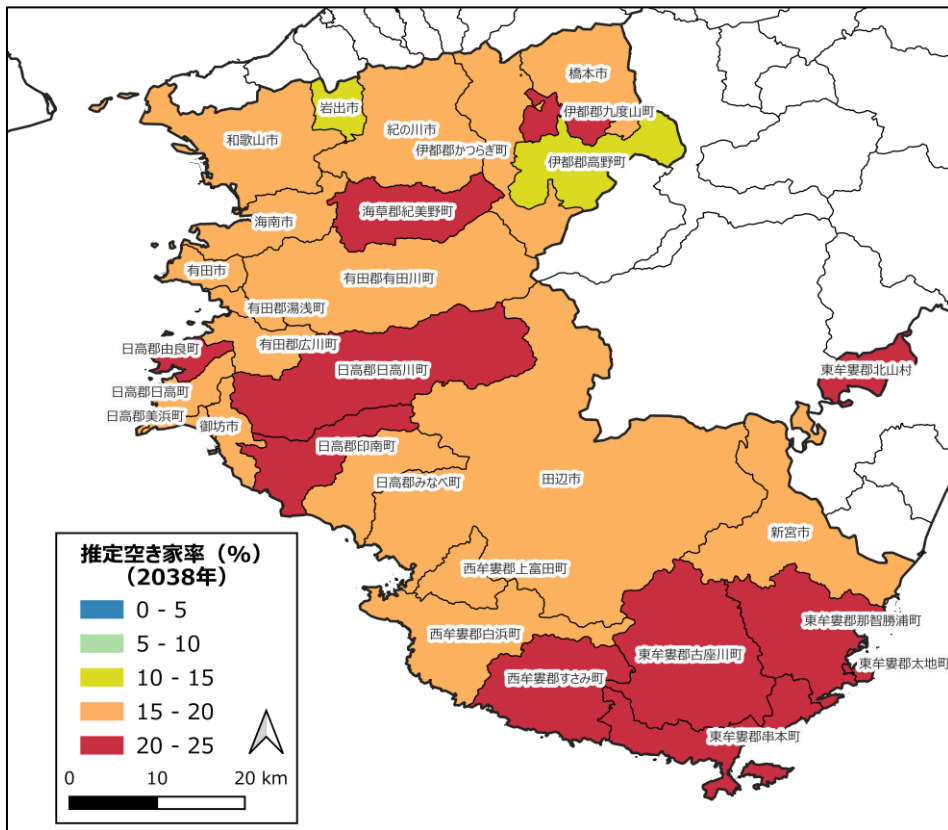 橋本市
岩出市
伊都郡九度山町
紀の川市
和歌山市
伊都郡かつらぎ町
伊都郡高野町
海草郡紀美野町
海南市
有田市
有田郡有田川町
有田郡湯浅町
有田郡広川町
日高郡由良町
日高郡日高川町
東牟婁郡北山村
日高郡日高町
日高郡美浜町
御坊市
日高郡印南町
日高郡みなべ町
田辺市
新宮市
西牟婁郡上富田町
東牟婁郡那智勝浦町
西牟婁郡白浜町
東牟婁郡古座川町
東牟婁郡太地町
西牟婁郡すさみ町
東牟婁郡串本町
推定空き家率（%）
（2038年）
0 - 5
5 - 10
10 - 15
15 - 20
20 - 25
0 10 20 km